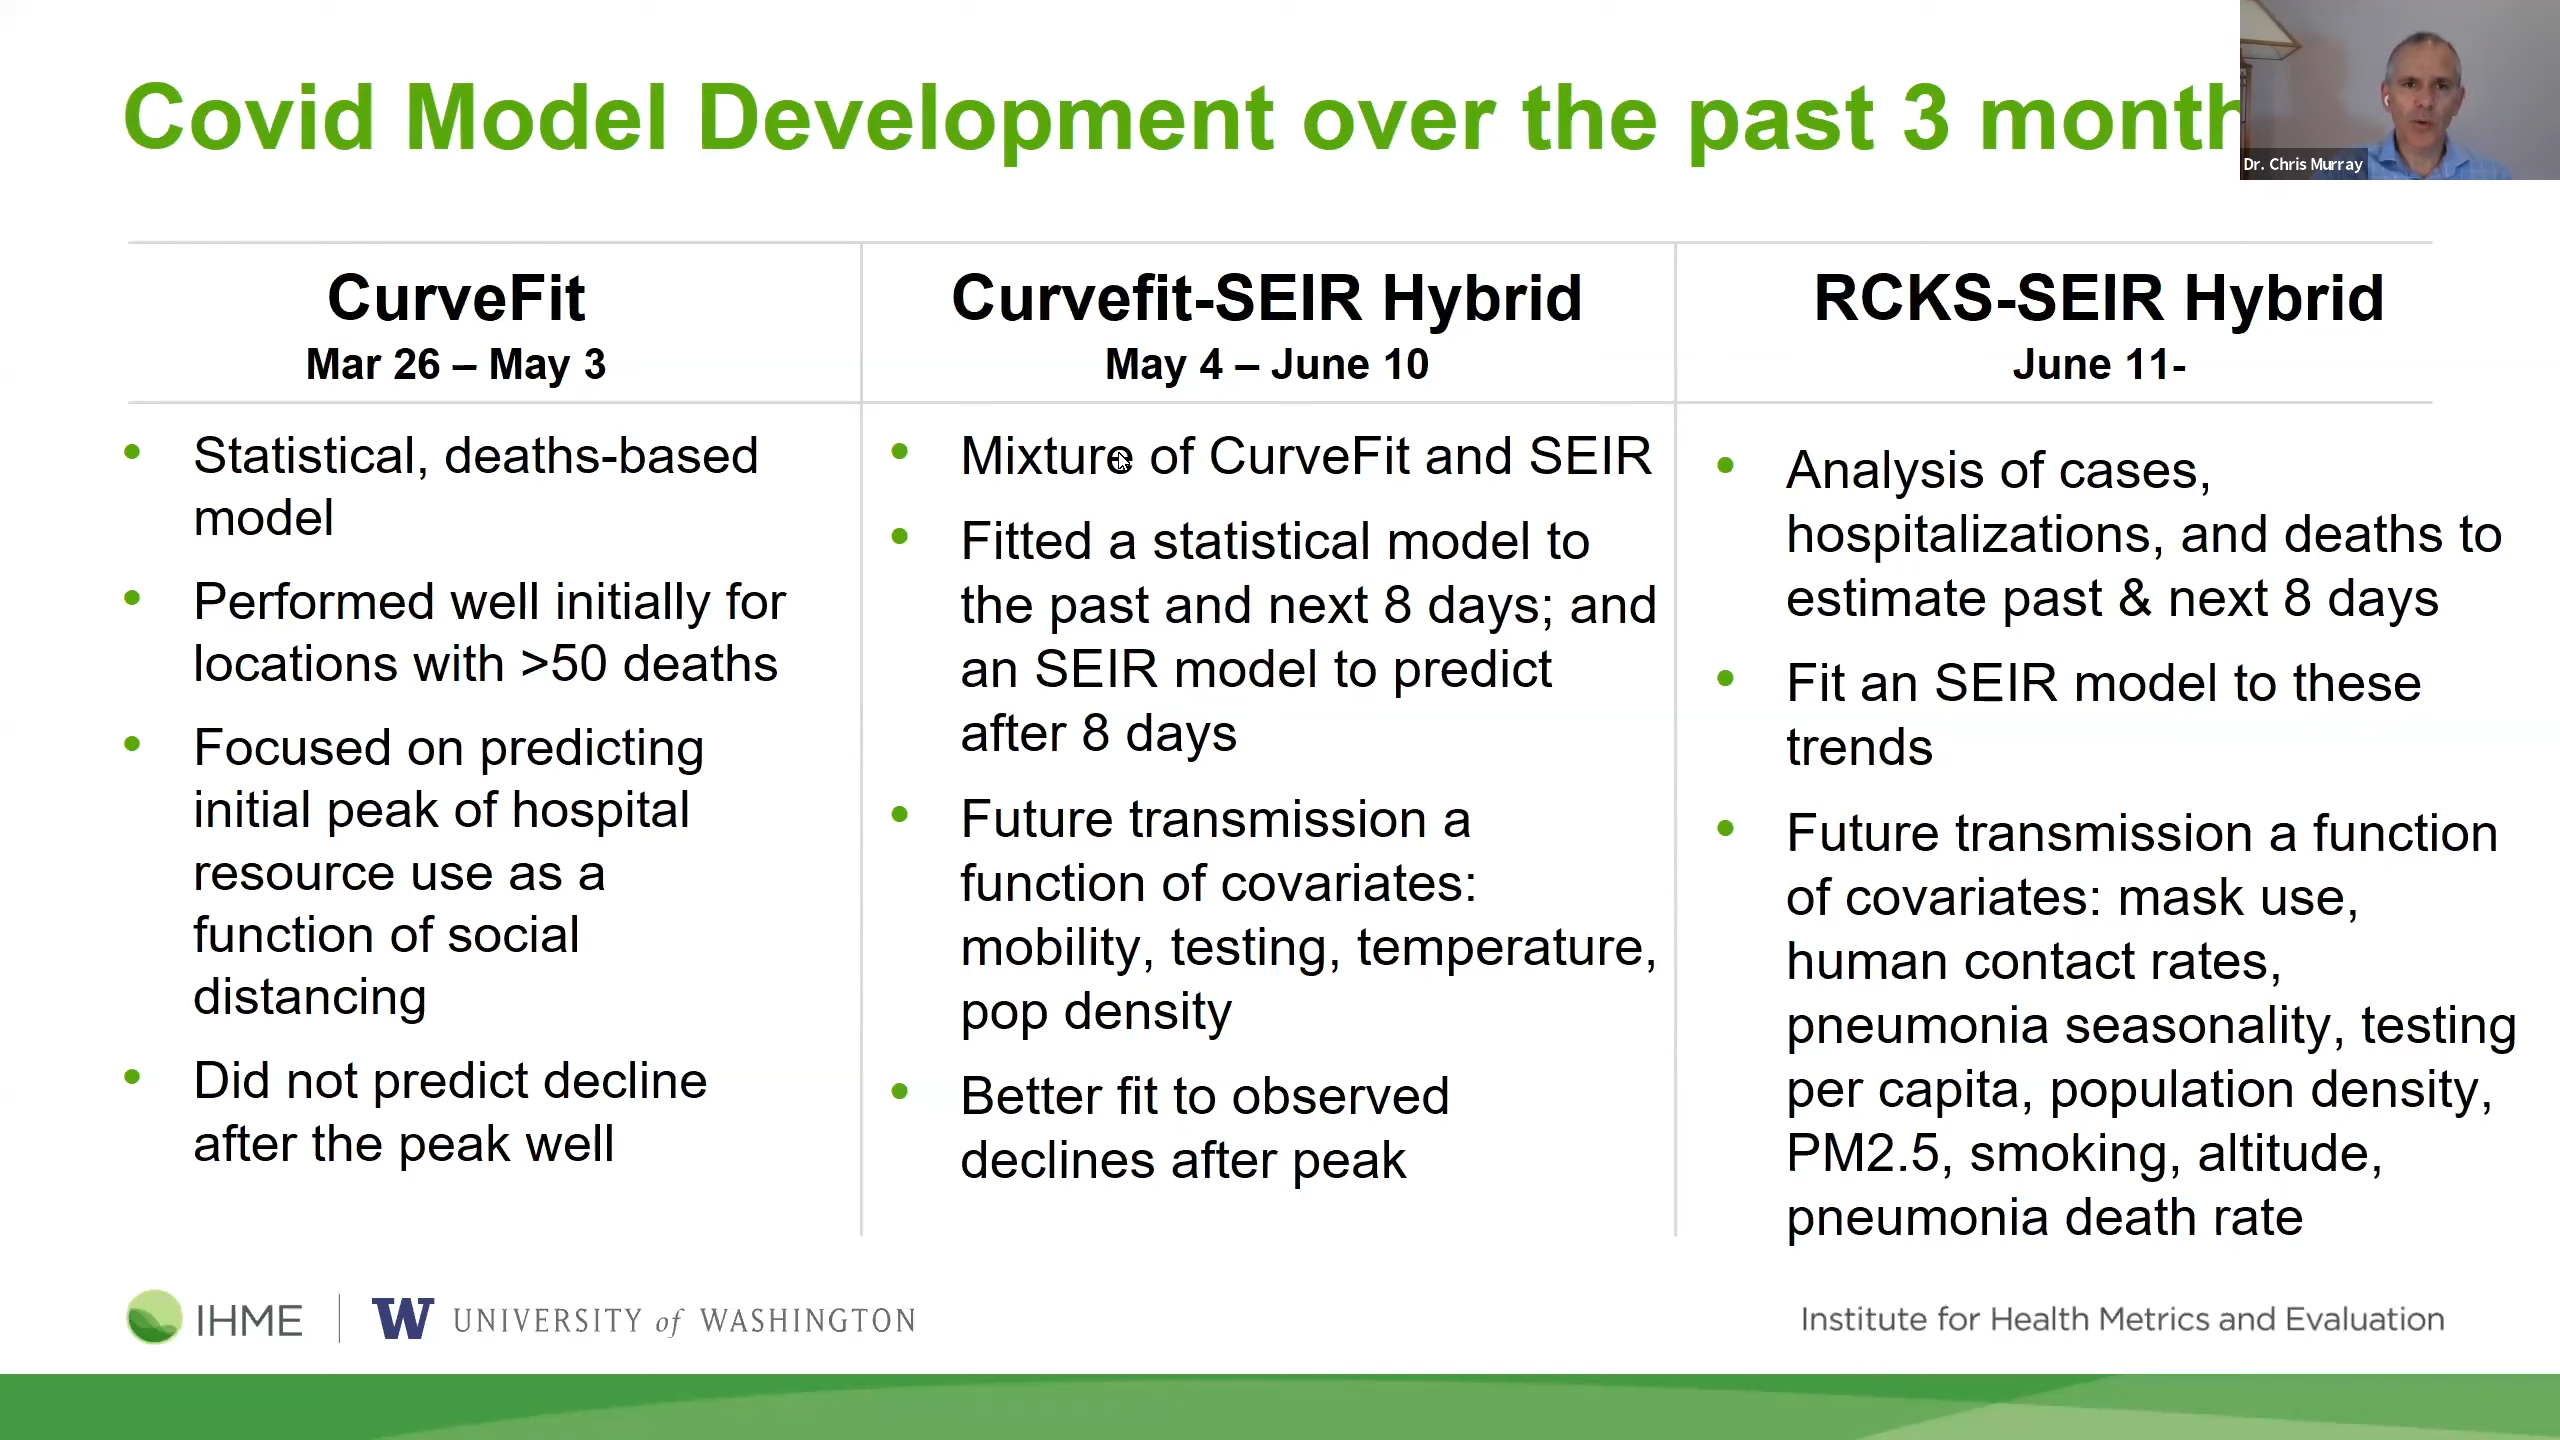 Covid Model Development over the past 3 month
Dr. Chris Murray
CurveFit
Mar 26 – May 3
Statistical, deaths-based
model
Performed well initially for
locations with >50 deaths
Focused on predicting
initial peak of hospital
resource use as a
function of social
distancing
Did not predict decline
after the peak well
Curvefit-SEIR Hybrid
May 4 – June 10
Mixture of CurveFit and SEIR
Fitted a statistical model to
the past and next 8 days; and
an SEIR model to predict
after 8 days
Future transmission a
function of covariates:
mobility, testing, temperature,
pop density
Better fit to observed
declines after peak
RCKS-SEIR Hybrid
June 11-
Analysis of cases,
hospitalizations, and deaths to
estimate past & next 8 days
Fit an SEIR model to these
trends
Future transmission a function
of covariates: mask use,
human contact rates,
pneumonia seasonality, testing
per capita, population density,
PM2.5, smoking, altitude,
pneumonia death rate
IHME
W UNIVERSITY of WASHINGTON
Institute for Health Metrics and Evaluation